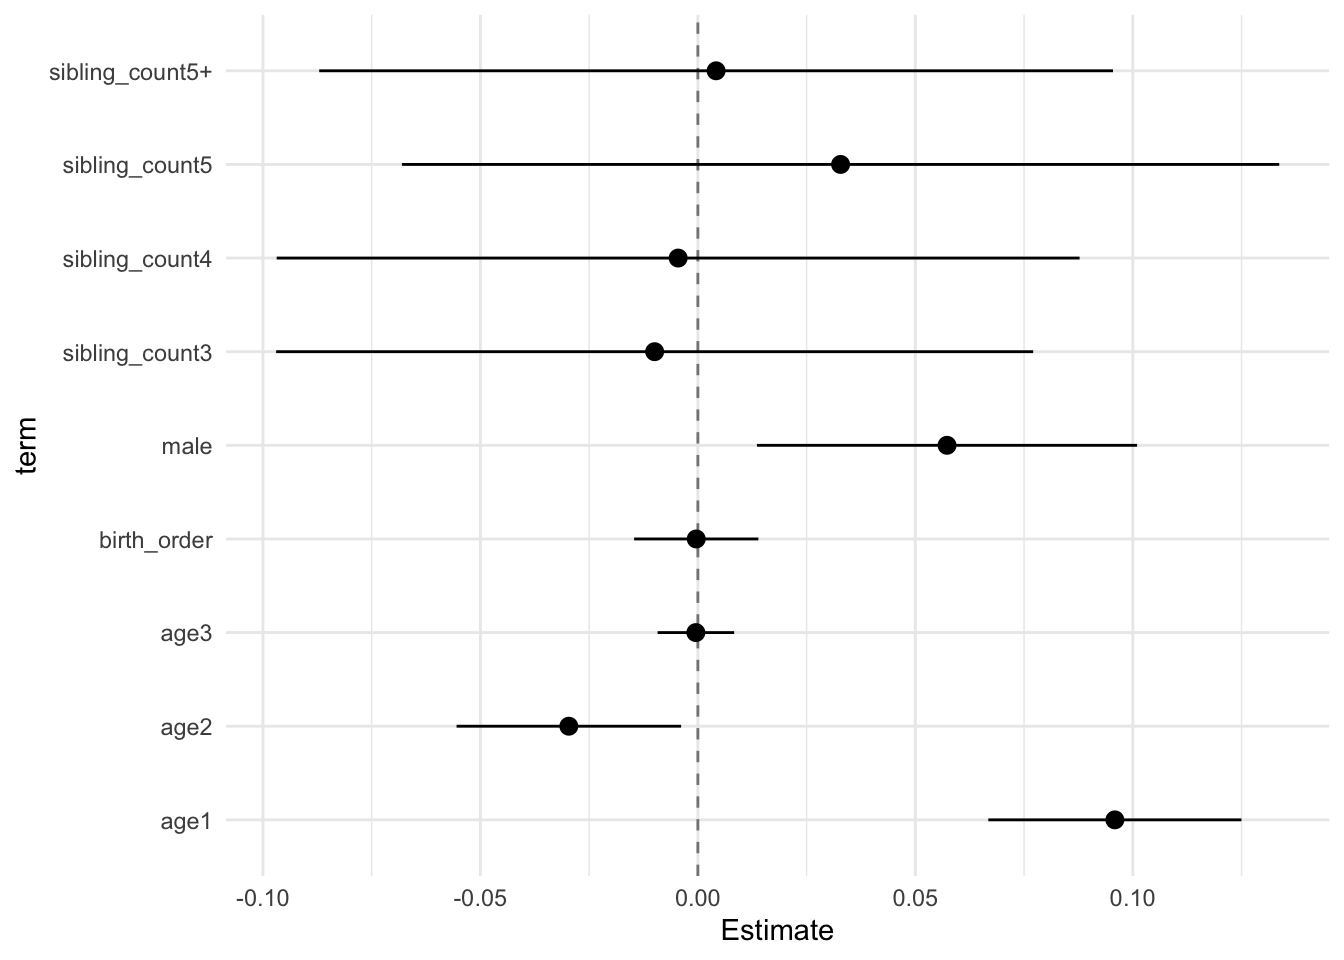 sibling_count5+
sibling_count5
sibling_count4
sibling_count3
male
birth_order
age3
age2
age1
term
-0.10 -0.05 0.00 0.05 0.10
Estimate